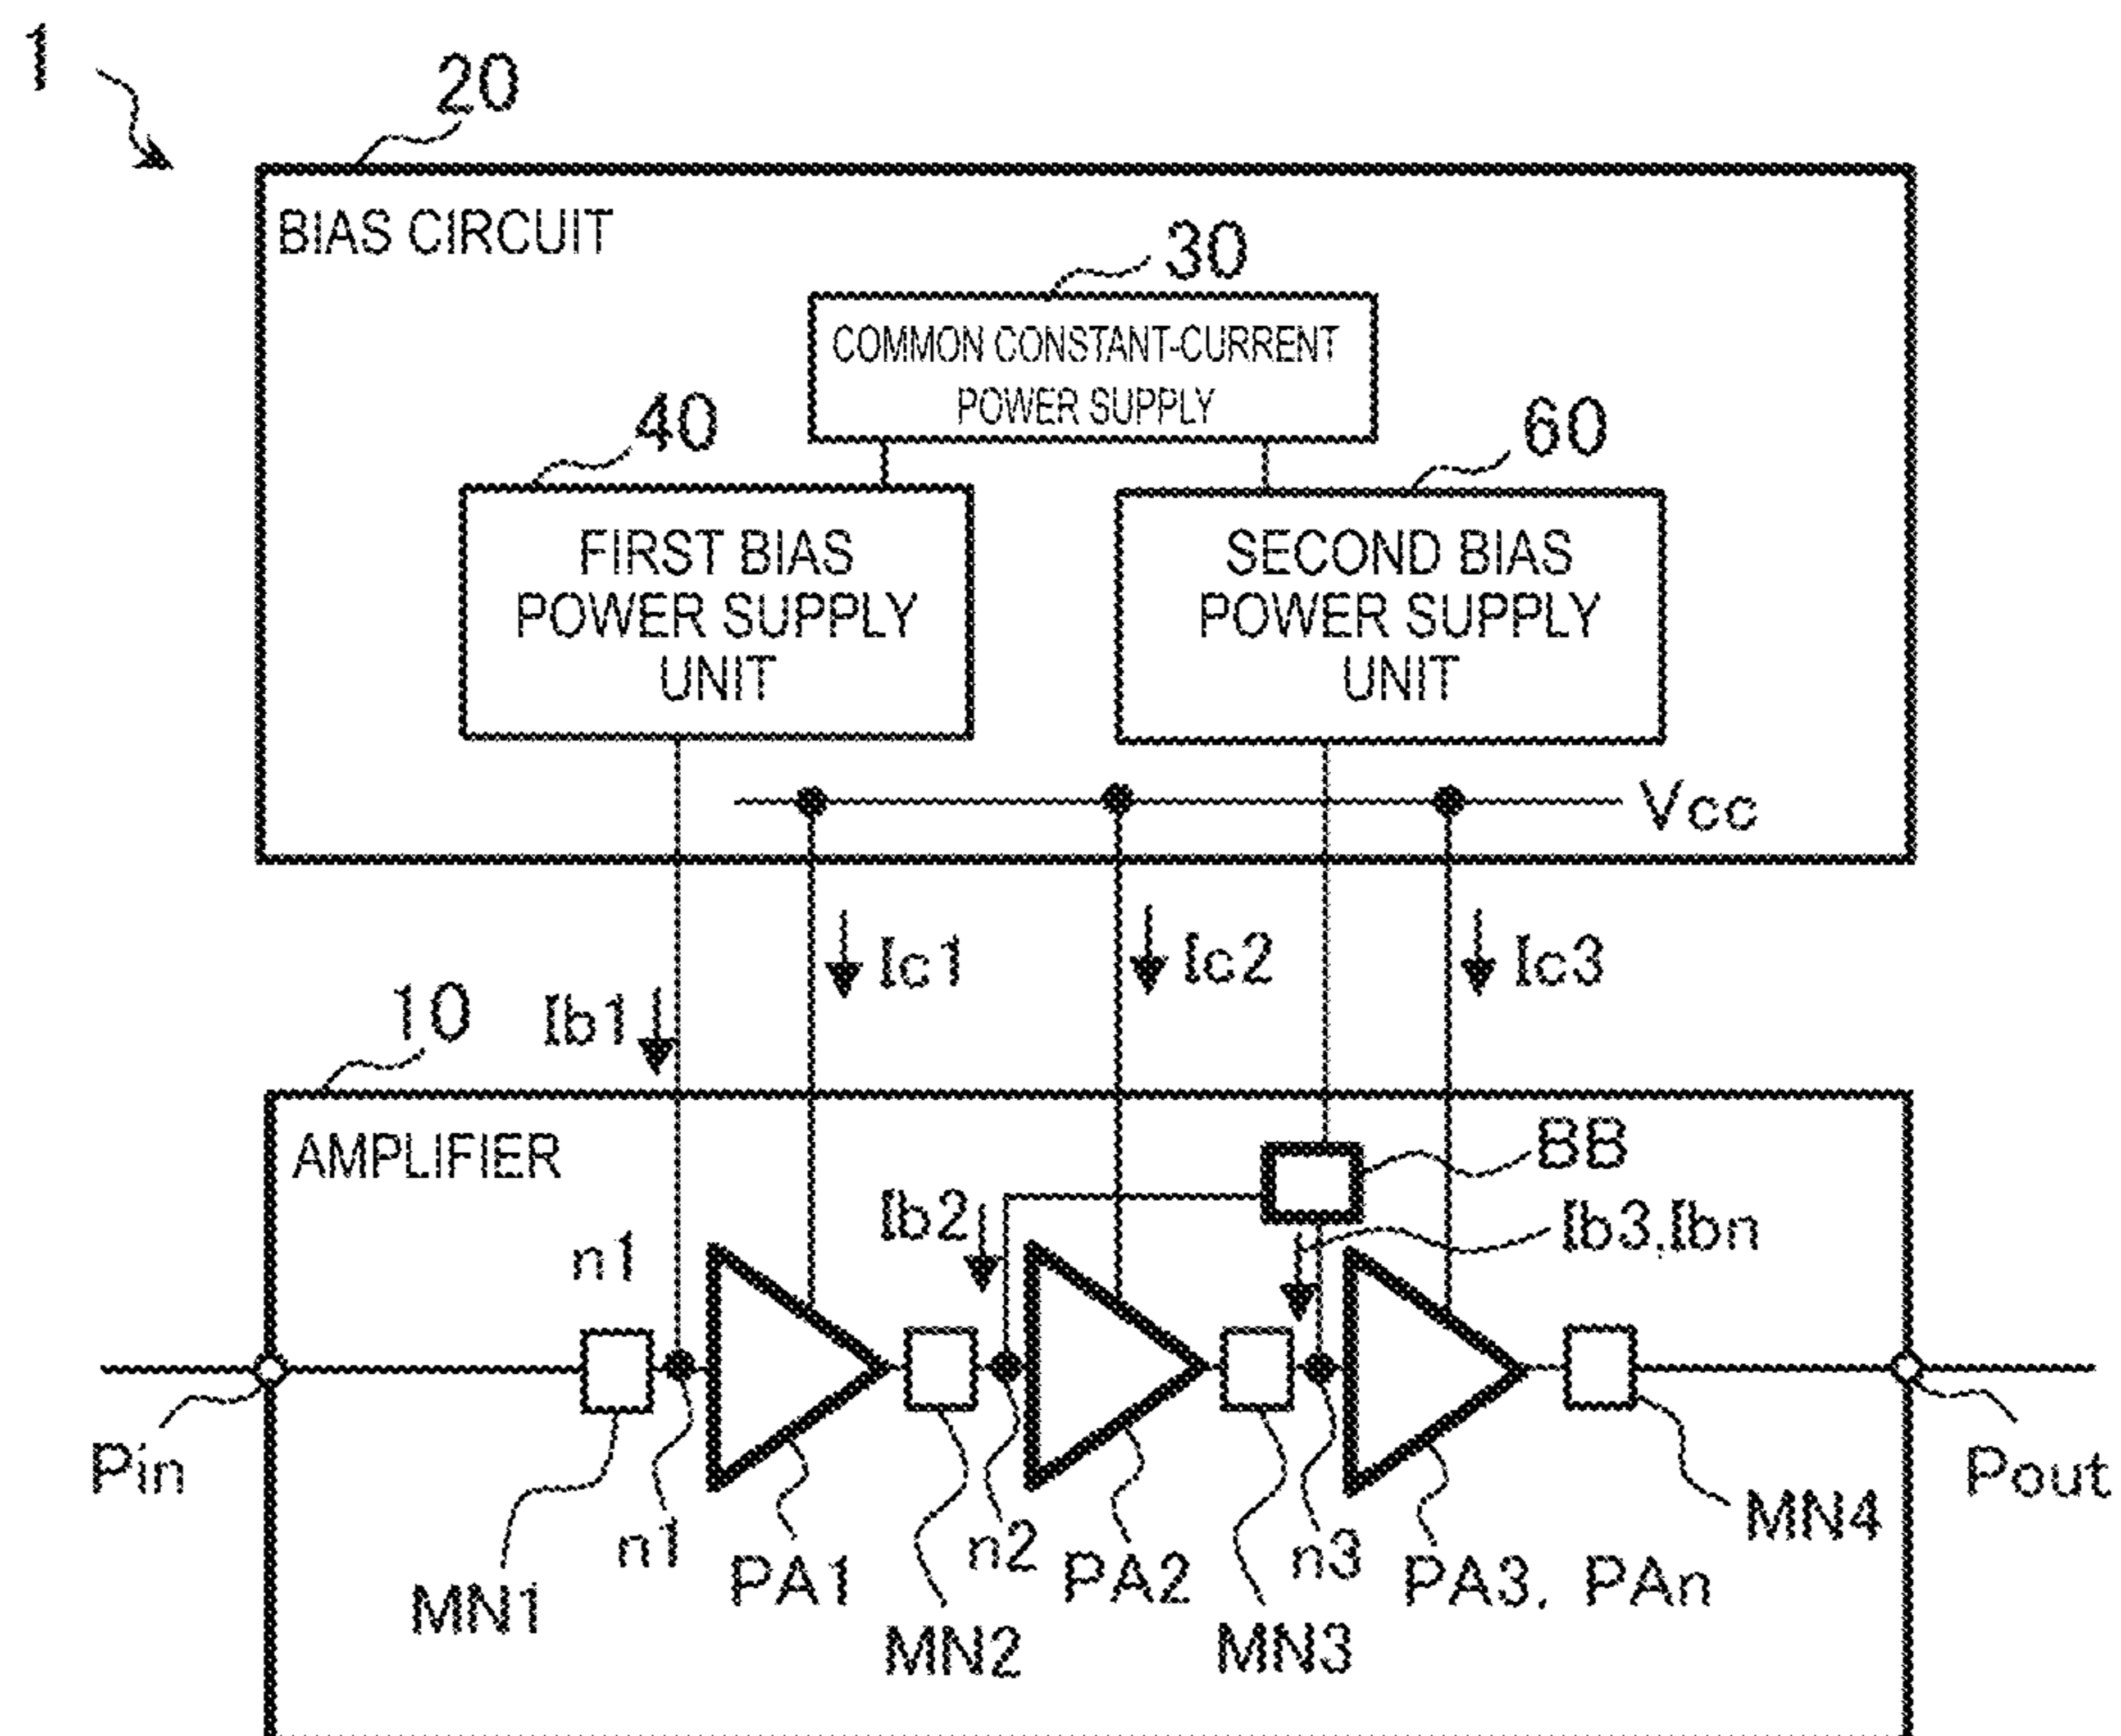 1
20
BIAS CIRCUIT
30
COMMON CONSTANT-CURRENT
POWER SUPPLY
40
60
FIRST BIAS
POWER SUPPLY
UNIT
SECOND BIAS
POWER SUPPLY
UNIT
Vcc
Ic1
Ic2
Ic3
Ib1
10
AMPLIFIER
BB
Ib2
Ib3,Ibn
n1
Pin
Pout
MN4
n1
n2
n3
PA1
PA2
PA3, PAn
MN1
MN2
MN3